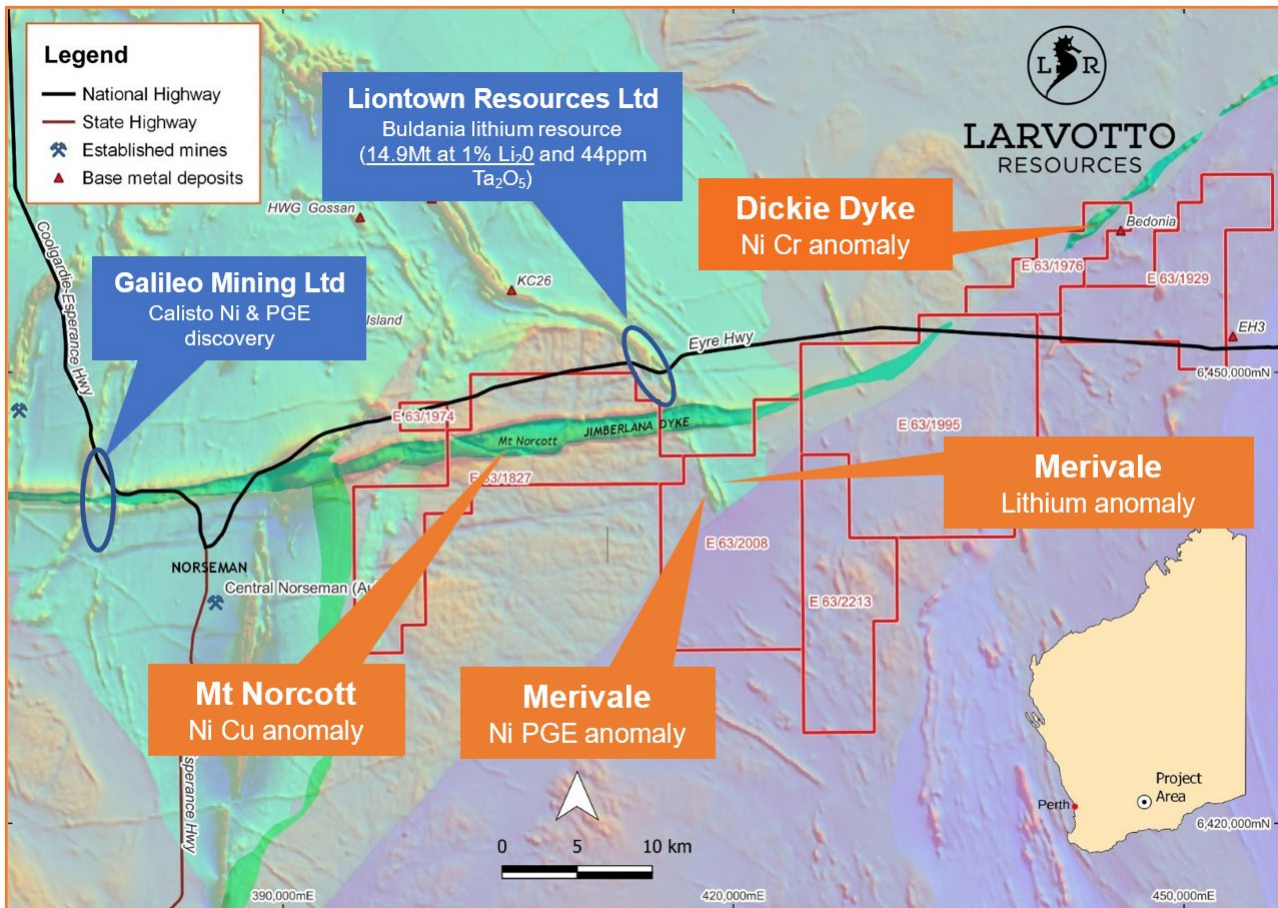 Legend
National Highway
State Highway
Established mines
Base metal deposits
Liontown Resources Ltd
Buldania lithium resource
(14.9Mt at 1% Li₂0 and 44ppm
Ta₂O₅)
L R
LARVOTTO
RESOURCES
HWG Gossan
Dickie Dyke
Ni Cr anomaly
Bedonia
E 63/1976
E 63/1929
Galileo Mining Ltd
Calisto Ni & PGE
discovery
Coolgardie-Esperance Hwy
Island
KC26
Eyre Hwy
EH3
6,450,000mN
E 63/1974
JIMBERLANA DYKE
Mt Norcott
E 63/1995
E 63/1827
Merivale
Lithium anomaly
E 63/2008
NORSEMAN
Central Norseman (Au
E 63/2213
Mt Norcott
Ni Cu anomaly
Merivale
Ni PGE anomaly
sperance Hwy
Project
Area
Perth
6,420,000mN
0 5 10 km
390,000mE
420,000mE
450,000mE